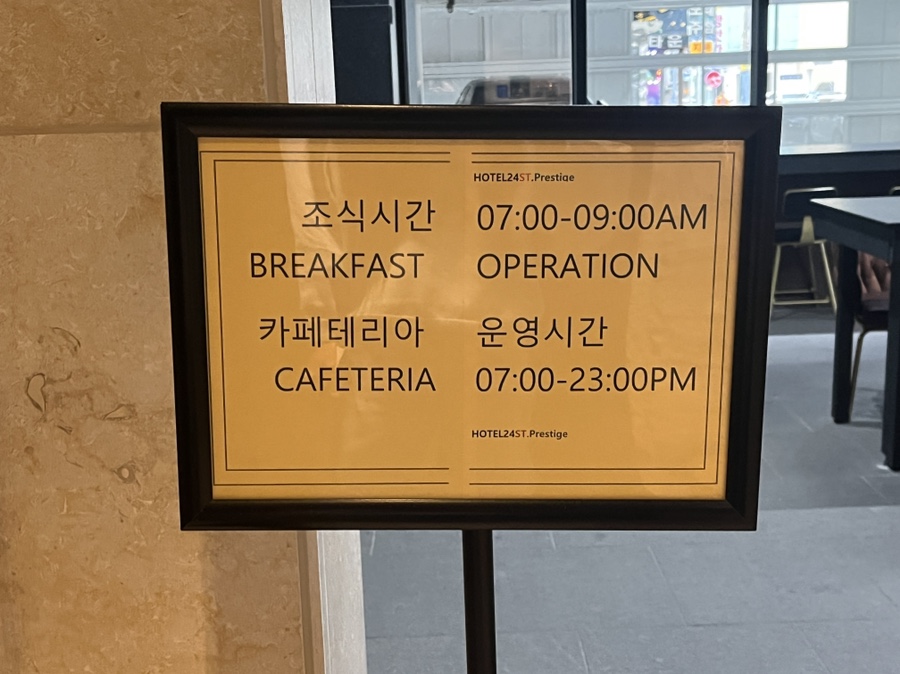 HOTEL24ST.Prestige
조식시간 07:00-09:00AM
BREAKFAST OPERATION
카페테리아 운영시간
CAFETERIA 07:00-23:00PM
HOTEL24ST.Prestige